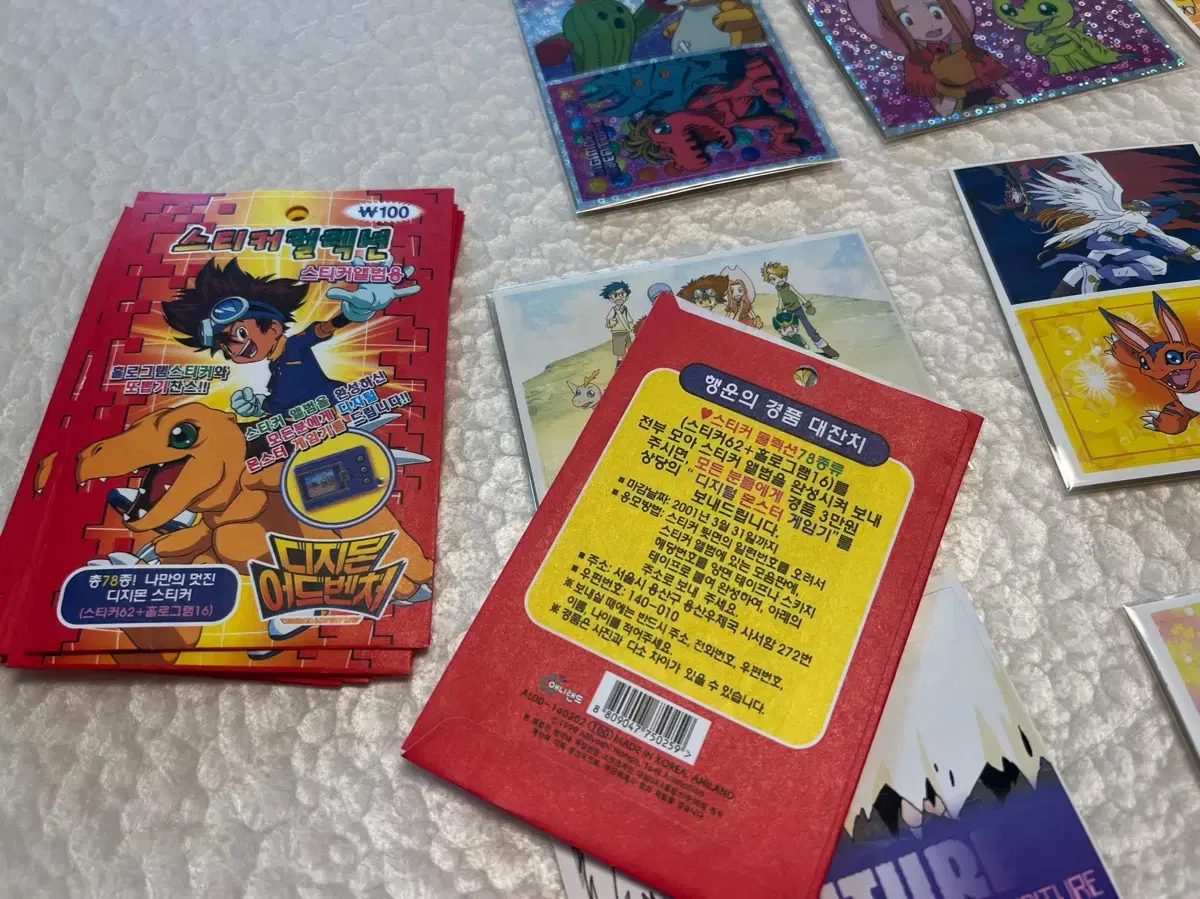 ₩100
스티커컬렉션
스티커앨범용
홀로그램스티커와
또뽑기찬스!!
스티커 앨범을 완성하신
모든분에게 디지털
몬스터 게임기를 드립니다!!
디지몬
어드벤처
총78종! 나만의 멋진
디지몬 스티커
(스티커62+홀로그램16)
행운의 경품 대잔치
♥스티커 콜렉션78종류
(스티커62+홀로그램16)를
전부 모아 스티커 앨범을 완성시켜 보내
주시면 모든 분들에게 경품 3만원
상당의 "디지털 몬스터 게임기"를
보내드립니다.
■ 마감날짜: 2001년 3월 31일까지
■ 응모방법: 스티커 뒷면의 일련번호를 오려서
스티커 앨범에 있는 모음판에,
해당번호를 양면 테이프나 스카치
테이프로 붙여 완성하여, 아래의
주소로 보내 주세요.
■ 주소: 서울시 용산구 용산우체국 사서함 272번
■ 우편번호: 140-010
※ 보내실 때에는 반드시 주소, 전화번호, 우편번호,
이름, 나이를 적어주세요.
※ 경품은 사진과 다소 차이가 있을 수 있습니다.
애니랜드
8 809047 750259 >
A500-140202 (100) MADE IN KOREA. ANILAND
TURE